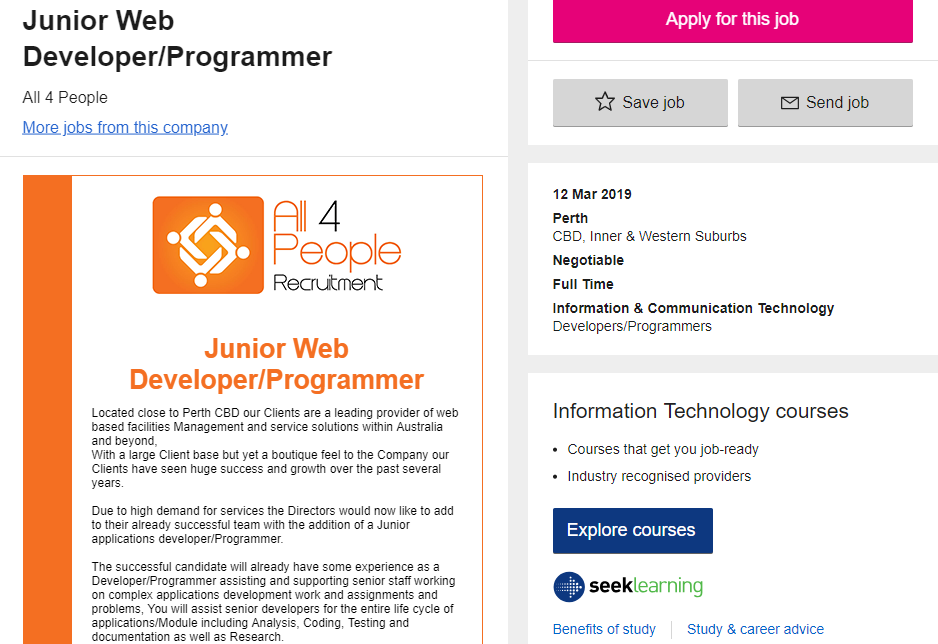 Junior Web
Developer/Programmer
All 4 People
More jobs from this company
All 4
People
Recruitment
Junior Web
Developer/Programmer
Located close to Perth CBD our Clients are a leading provider of web
based facilities Management and service solutions within Australia
and beyond,
With a large Client base but yet a boutique feel to the Company our
Clients have seen huge success and growth over the past several
years.
Due to high demand for services the Directors would now like to add
to their already successful team with the addition of a Junior
applications developer/Programmer.
The successful candidate will already have some experience as a
Developer/Programmer assisting and supporting senior staff working
on complex applications development work and assignments and
problems, You will assist senior developers for the entire life cycle of
applications/Module including Analysis, Coding, Testing and
documentation as well as Research.
Apply for this job
Save job
Send job
12 Mar 2019
Perth
CBD, Inner & Western Suburbs
Negotiable
Full Time
Information & Communication Technology
Developers/Programmers
Information Technology courses
• Courses that get you job-ready
• Industry recognised providers
Explore courses
seeklearning
Benefits of study
Study & career advice